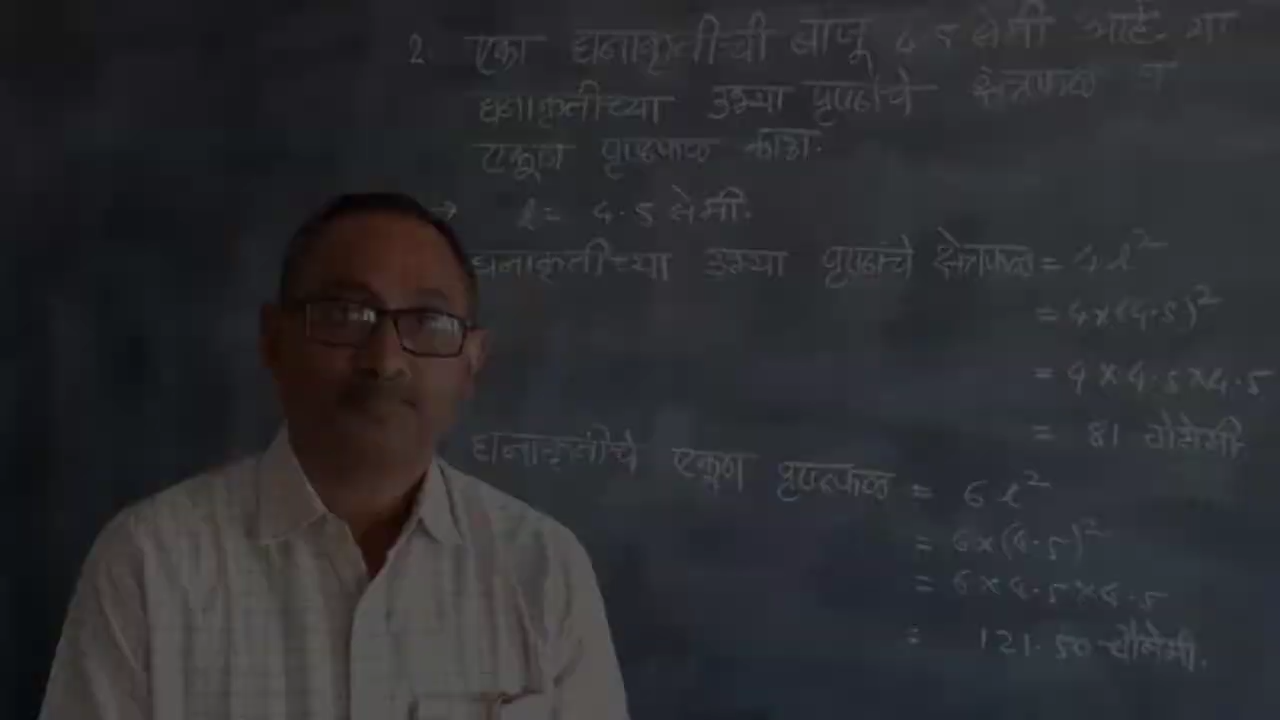 2. एका घनाकृतीची बाजू 4.5 सेमी आहे. या
घनाकृतीच्या उभ्या पृष्ठांचे क्षेत्रफळ व
एकूण पृष्ठफळ काढा.
→ l = 4.5 सेमी.
घनाकृतीच्या उभ्या पृष्ठांचे क्षेत्रफळ = 4l²
= 4×(4.5)²
= 4×4.5×4.5
= 81 चौसेमी
घनाकृतीचे एकूण पृष्ठफळ = 6l²
= 6×(4.5)²
= 6×4.5×4.5
= 121.50 चौसेमी.